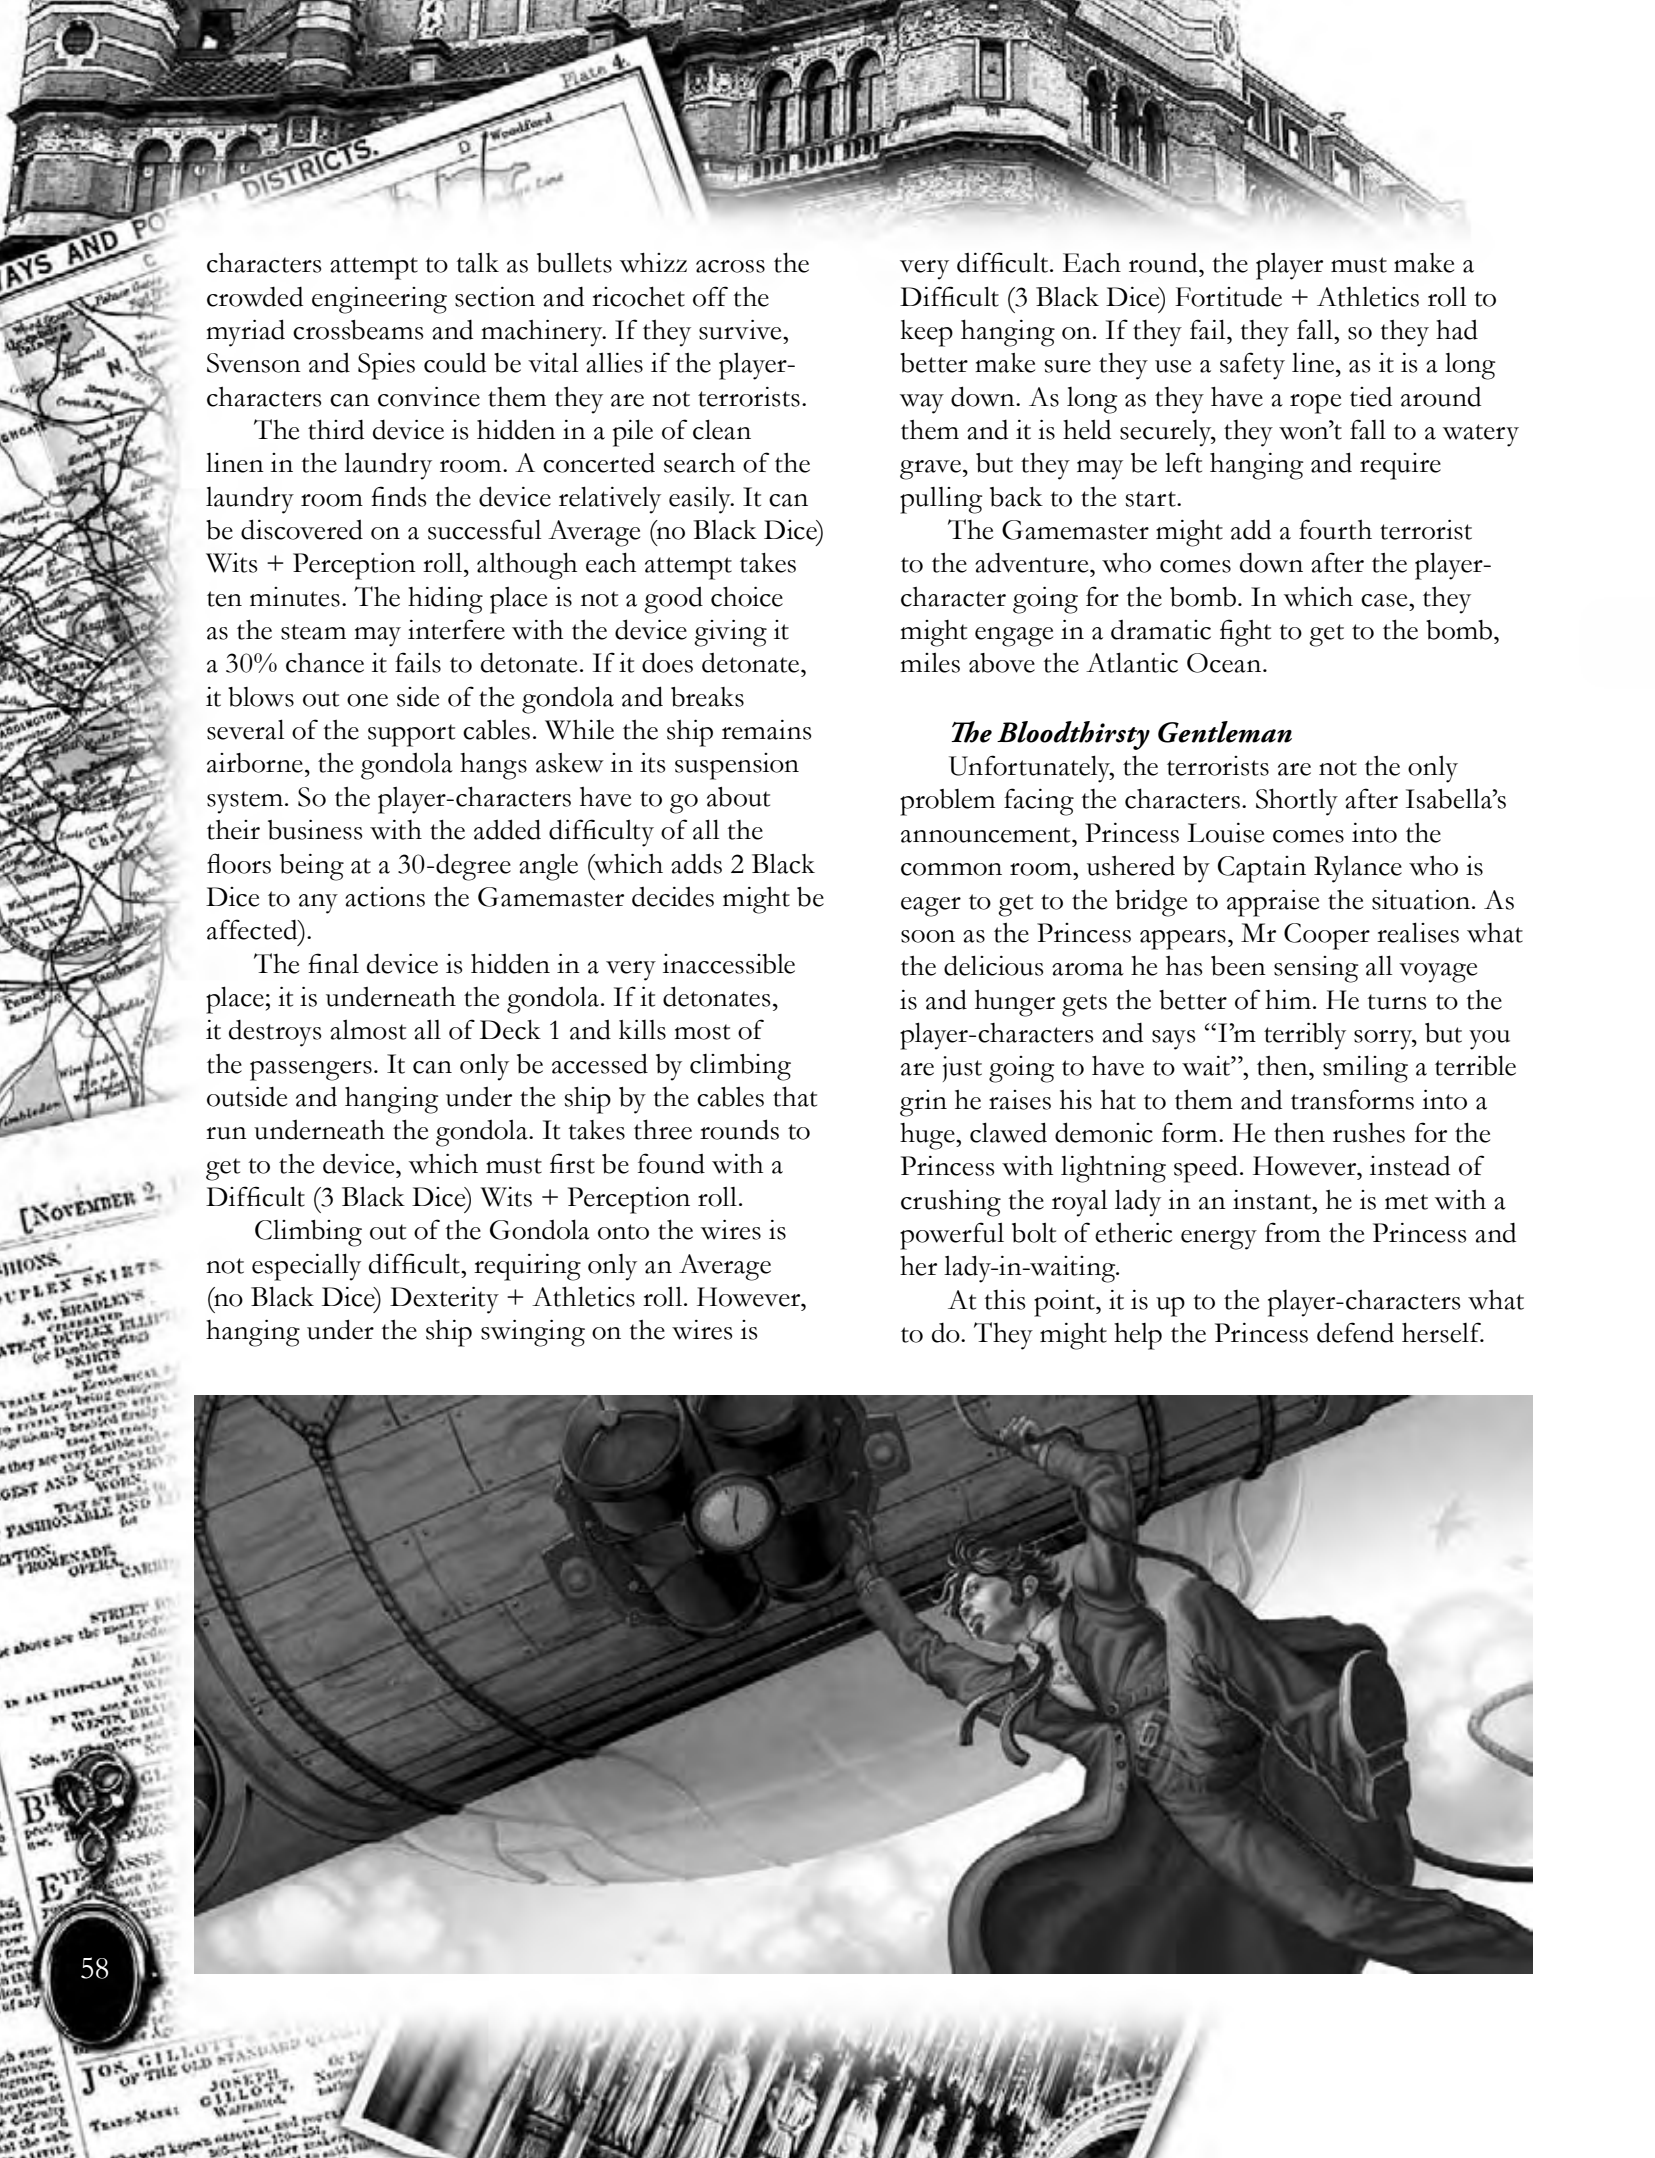 Plate 4.
D
Woodford
DISTRICTS.
AYS AND PO
C
N.
characters attempt to talk as bullets whizz across the
crowded engineering section and ricochet off the
myriad crossbeams and machinery. If they survive,
Svenson and Spies could be vital allies if the player-
characters can convince them they are not terrorists.
The third device is hidden in a pile of clean
linen in the laundry room. A concerted search of the
laundry room finds the device relatively easily. It can
be discovered on a successful Average (no Black Dice)
Wits + Perception roll, although each attempt takes
ten minutes. The hiding place is not a good choice
as the steam may interfere with the device giving it
a 30% chance it fails to detonate. If it does detonate,
it blows out one side of the gondola and breaks
several of the support cables. While the ship remains
airborne, the gondola hangs askew in its suspension
system. So the player-characters have to go about
their business with the added difficulty of all the
floors being at a 30-degree angle (which adds 2 Black
Dice to any actions the Gamemaster decides might be
affected).
The final device is hidden in a very inaccessible
place; it is underneath the gondola. If it detonates,
it destroys almost all of Deck 1 and kills most of
the passengers. It can only be accessed by climbing
outside and hanging under the ship by the cables that
run underneath the gondola. It takes three rounds to
get to the device, which must first be found with a
Difficult (3 Black Dice) Wits + Perception roll.
Climbing out of the Gondola onto the wires is
not especially difficult, requiring only an Average
(no Black Dice) Dexterity + Athletics roll. However,
hanging under the ship swinging on the wires is
very difficult. Each round, the player must make a
Difficult (3 Black Dice) Fortitude + Athletics roll to
keep hanging on. If they fail, they fall, so they had
better make sure they use a safety line, as it is a long
way down. As long as they have a rope tied around
them and it is held securely, they won’t fall to a watery
grave, but they may be left hanging and require
pulling back to the start.
The Gamemaster might add a fourth terrorist
to the adventure, who comes down after the player-
character going for the bomb. In which case, they
might engage in a dramatic fight to get to the bomb,
miles above the Atlantic Ocean.
The Bloodthirsty Gentleman
Unfortunately, the terrorists are not the only
problem facing the characters. Shortly after Isabella’s
announcement, Princess Louise comes into the
common room, ushered by Captain Rylance who is
eager to get to the bridge to appraise the situation. As
soon as the Princess appears, Mr Cooper realises what
the delicious aroma he has been sensing all voyage
is and hunger gets the better of him. He turns to the
player-characters and says “I’m terribly sorry, but you
are just going to have to wait”, then, smiling a terrible
grin he raises his hat to them and transforms into a
huge, clawed demonic form. He then rushes for the
Princess with lightning speed. However, instead of
crushing the royal lady in an instant, he is met with a
powerful bolt of etheric energy from the Princess and
her lady-in-waiting.
At this point, it is up to the player-characters what
to do. They might help the Princess defend herself.
[NOVEMBER 2,
UPLEX SKIRTS
J. W. BRADLEY'S
SKIRTS
FASHIONABLE AND
PROMENADE,
OPERA,
STREET
58
JOS. GILLOTT
OF THE OLD STANDARD
JOSEPH
GILLOTT,
Warranted.
TRADE-MARK: